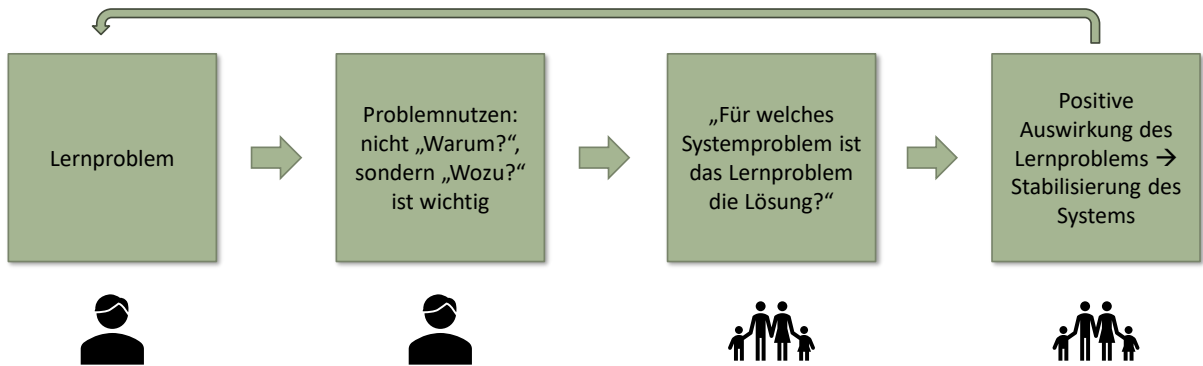 Lernproblem
Problemnutzen:
nicht „Warum?“,
sondern „Wozu?“
ist wichtig
„Für welches
Systemproblem ist
das Lernproblem
die Lösung?“
Positive
Auswirkung des
Lernproblems →
Stabilisierung des
Systems